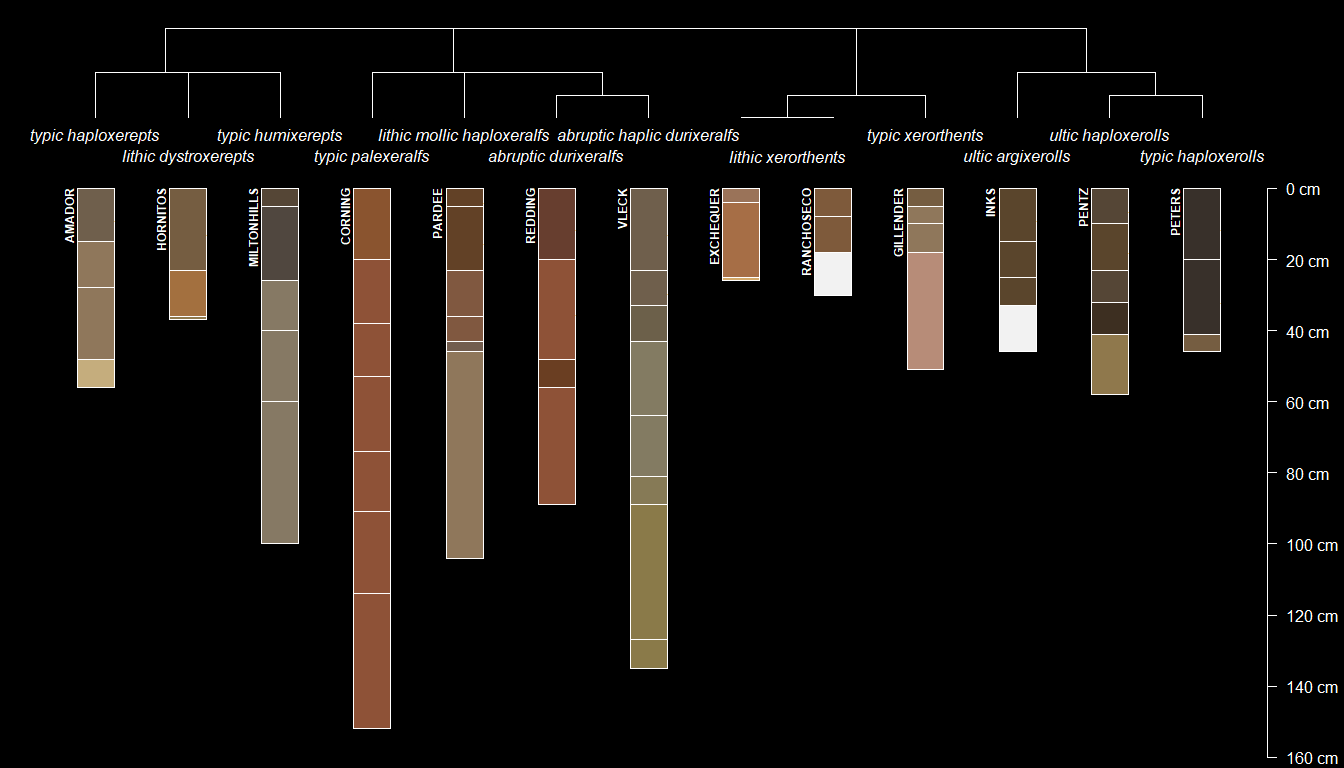 typic haploxerepts
typic humixerepts
lithic mollic haploxeralfs
abruptic haplic durixeralfs
typic xerorthents
ultic haploxerolls
lithic dystroxerepts
typic palexeralfs
abruptic durixeralfs
lithic xerorthents
ultic argixerolls
typic haploxerolls
AMADOR
HORNITOS
MILTONHILLS
CORNING
PARDEE
REDDING
VLECK
EXCHEQUER
RANCHOSECO
GILLENDER
INKS
PENTZ
PETERS
0 cm
20 cm
40 cm
60 cm
80 cm
100 cm
120 cm
140 cm
160 cm